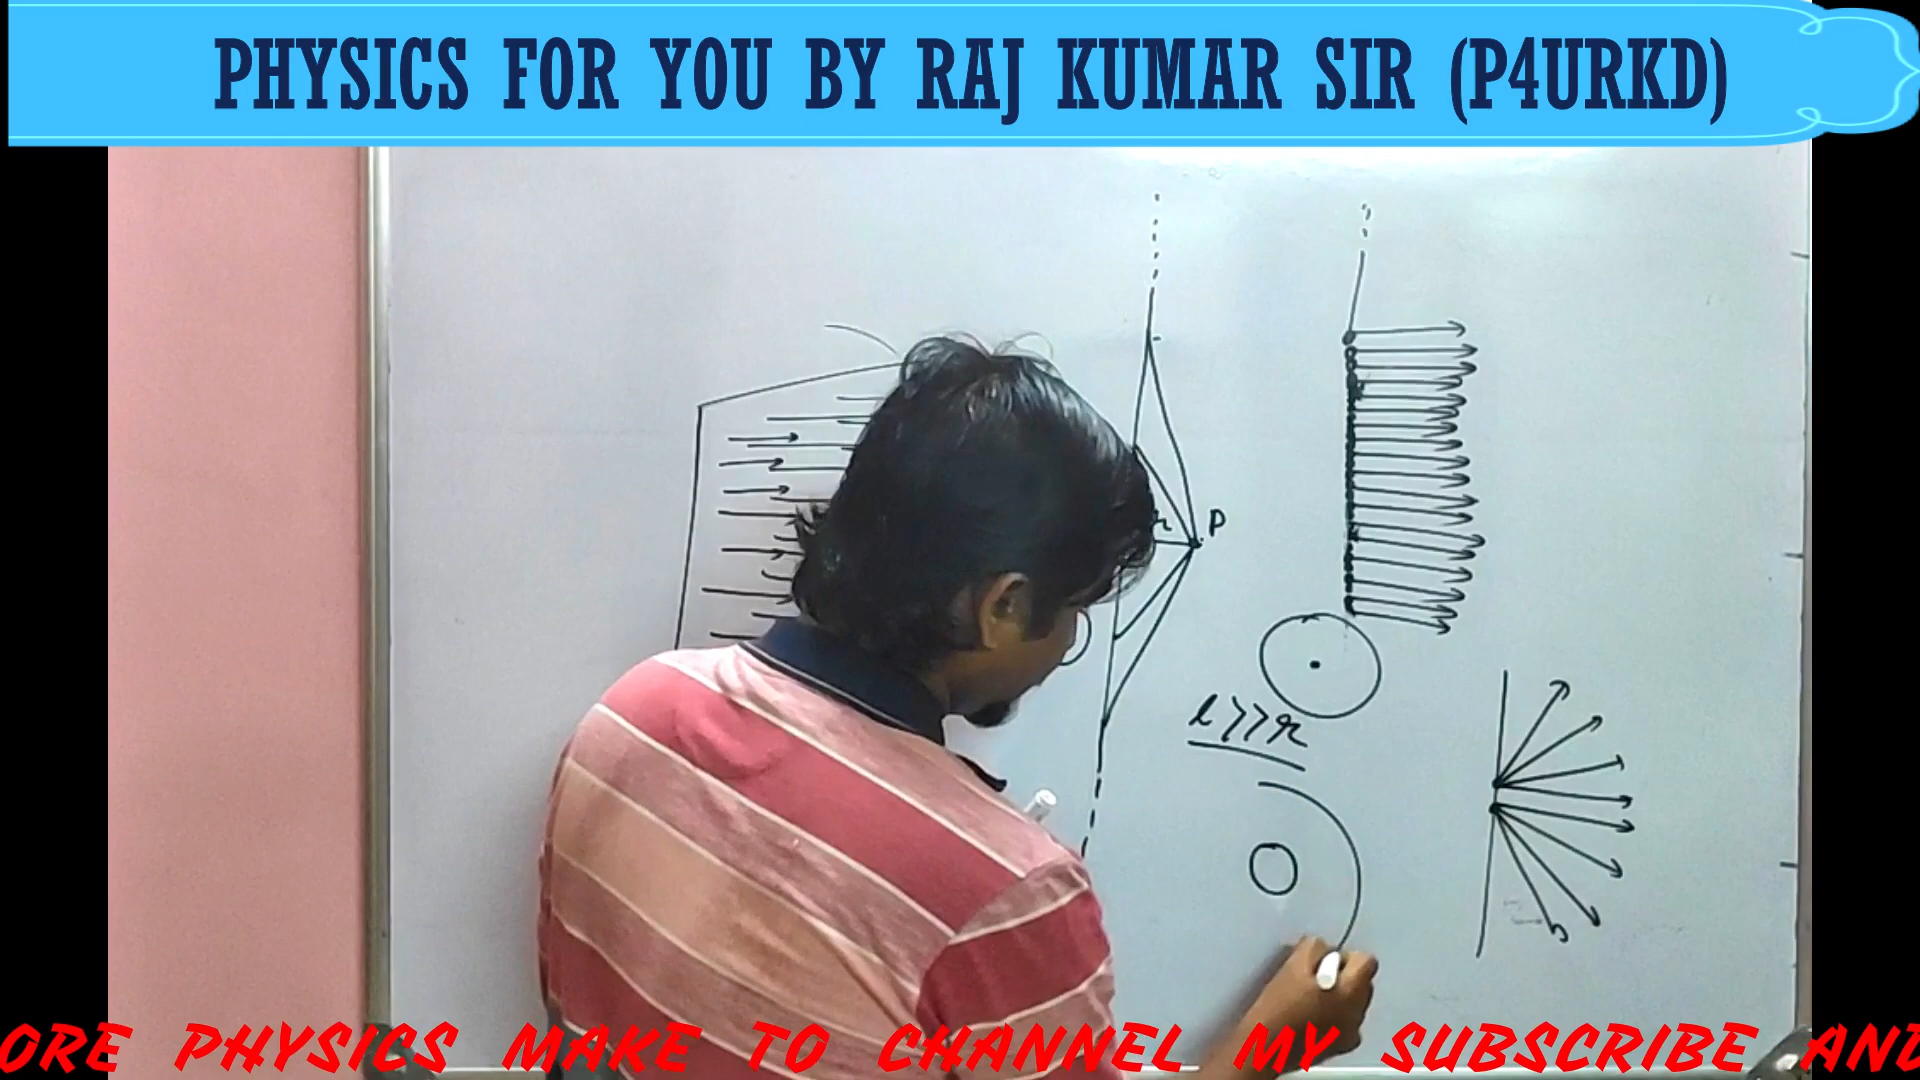 PHYSICS FOR YOU BY RAJ KUMAR SIR (P4URKD)
r P
l >> r
ORE PHYSICS MAKE TO CHANNEL MY SUBSCRIBE AND